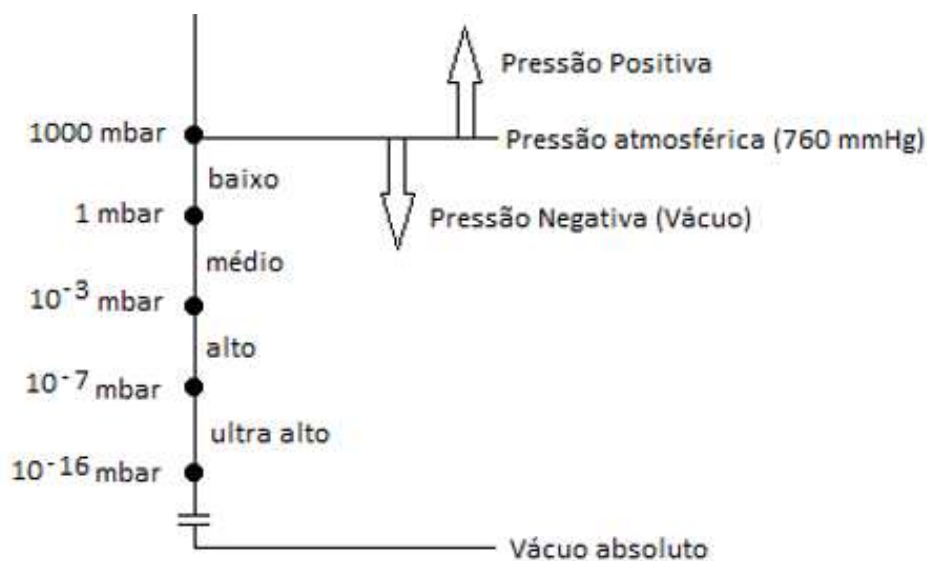 Pressão Positiva
1000 mbar
Pressão atmosférica (760 mmHg)
baixo
1 mbar
Pressão Negativa (Vácuo)
médio
10-3 mbar
alto
10-7 mbar
ultra alto
10-16 mbar
Vácuo absoluto